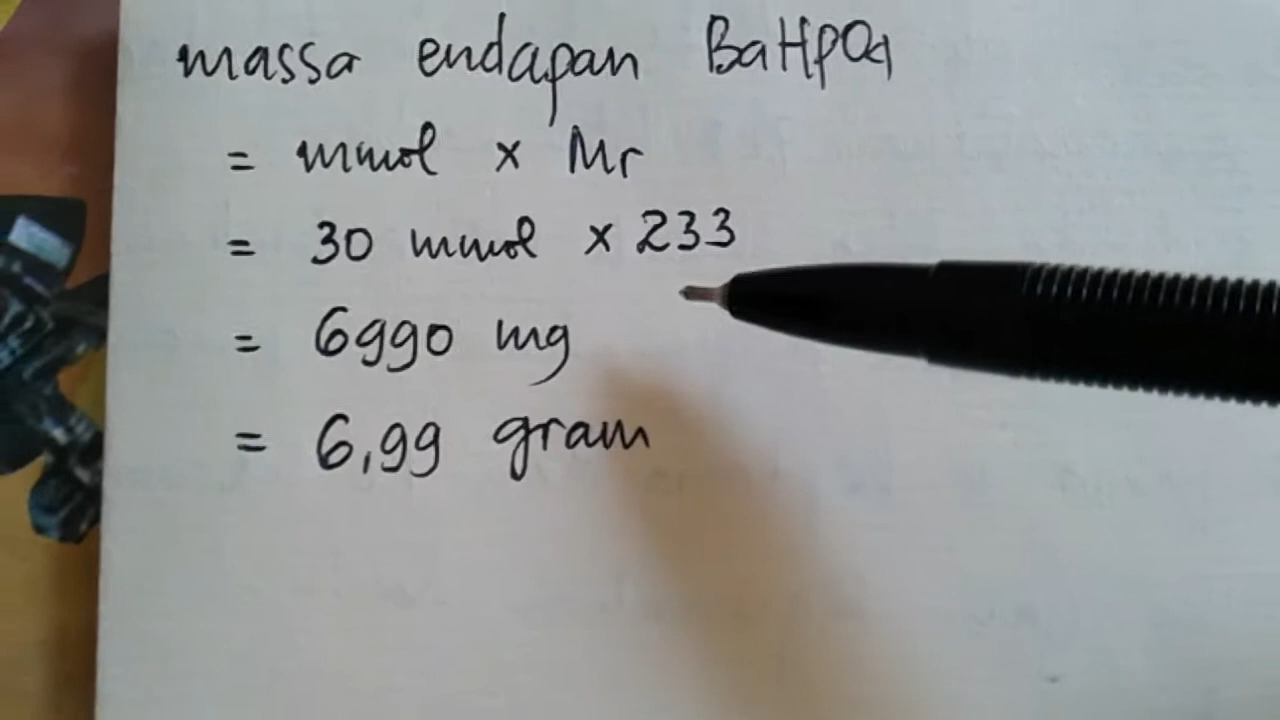 massa endapan BaHPO4
= mmol x Mr
= 30 mmol x 233
= 6990 mg
= 6,99 gram